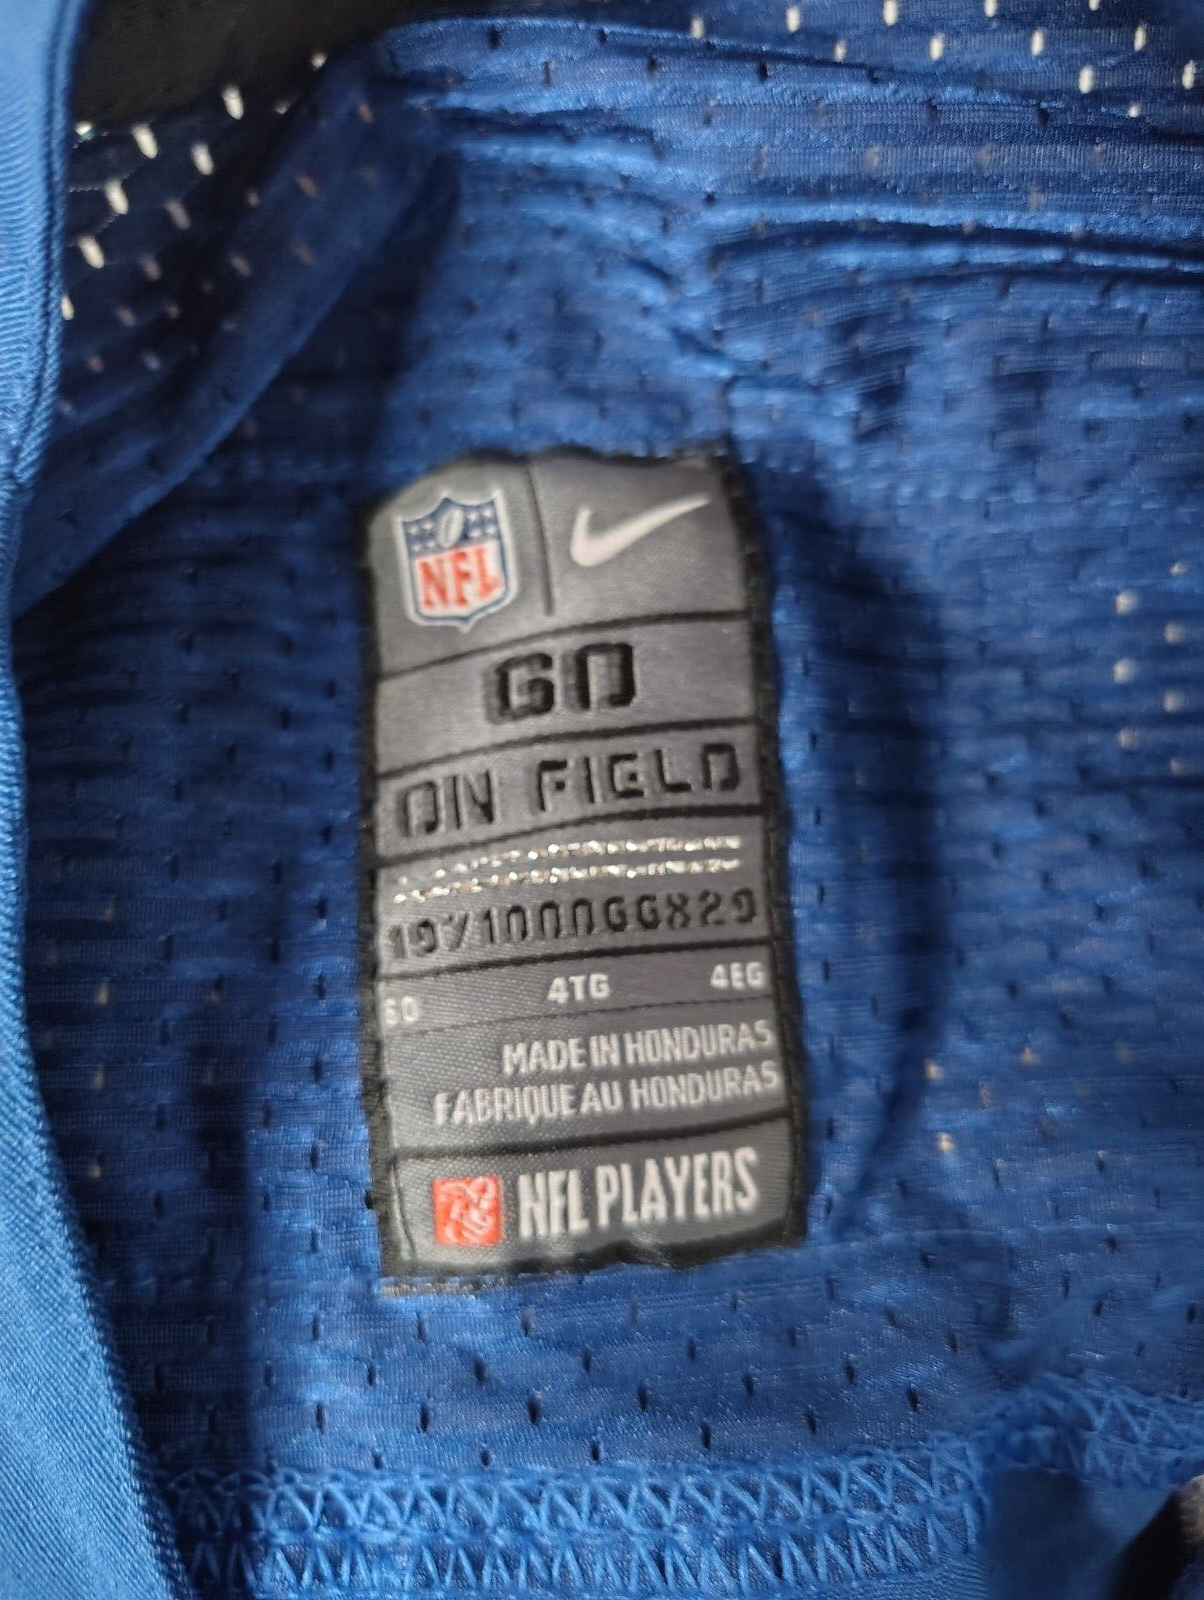 NFL
60
ON FIELD
60 4TG 4EG
MADE IN HONDURAS
FABRIQUE AU HONDURAS
NFL PLAYERS